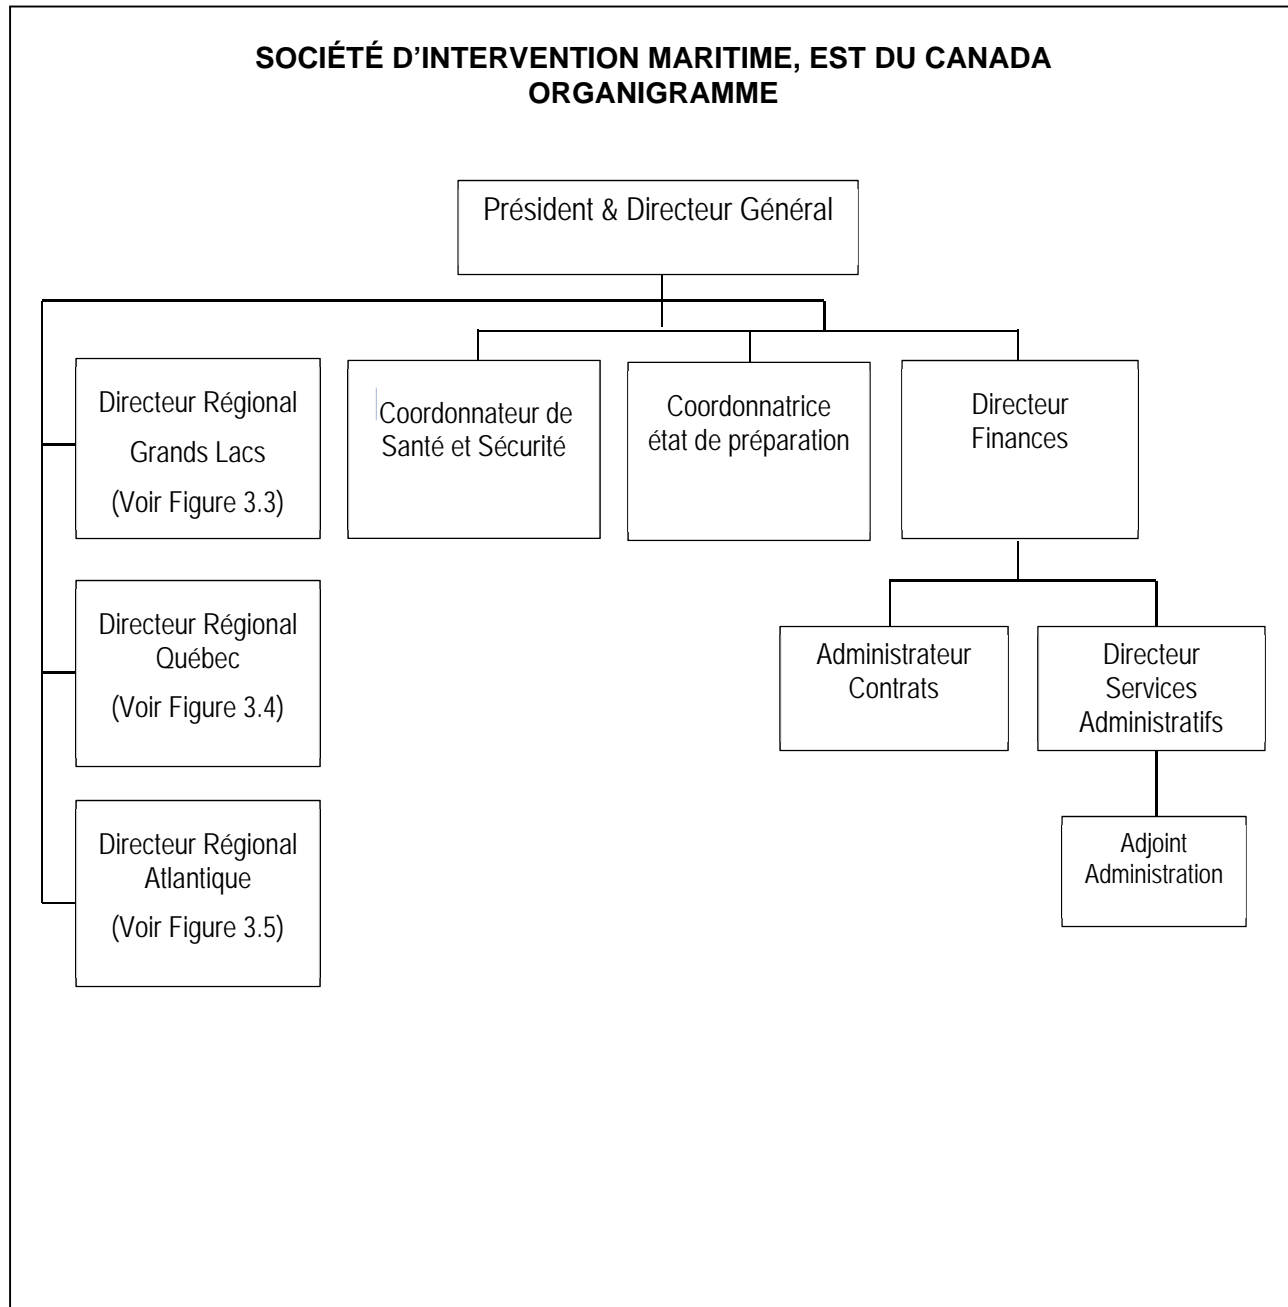 SOCIÉTÉ D'INTERVENTION MARITIME, EST DU CANADA
ORGANIGRAMME
Président & Directeur Général
Directeur Régional
Grands Lacs
(Voir Figure 3.3)
Coordonnateur de
Santé et Sécurité
Coordonnatrice
état de préparation
Directeur
Finances
Directeur Régional
Québec
(Voir Figure 3.4)
Administrateur
Contrats
Directeur
Services
Administratifs
Directeur Régional
Atlantique
(Voir Figure 3.5)
Adjoint
Administration